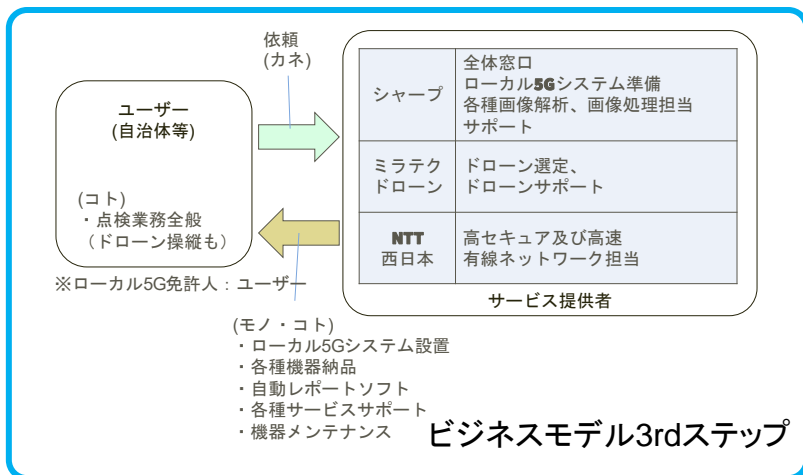 依頼
(カネ)
ユーザー
(自治体等)
(コト)
・点検業務全般
（ドローン操縦も）
※ローカル5G免許人：ユーザー
シャープ
全体窓口
ローカル5Gシステム準備
各種画像解析、画像処理担当
サポート
ミラテク
ドローン
ドローン選定、
ドローンサポート
NTT
西日本
高セキュア及び高速
有線ネットワーク担当
サービス提供者
(モノ・コト)
・ローカル5Gシステム設置
・各種機器納品
・自動レポートソフト
・各種サービスサポート
・機器メンテナンス
ビジネスモデル3rdステップ